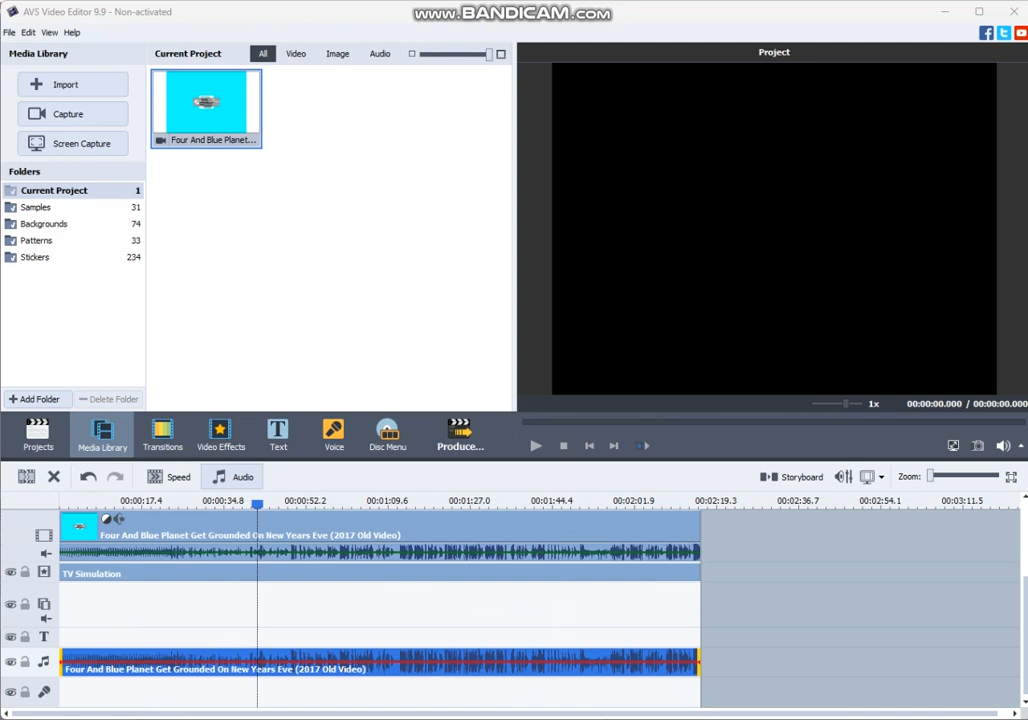 AVS Video Editor 9.9 - Non-activated
www.BANDICAM.com
File Edit View Help
Media Library
Current Project
All
Video
Image
Audio
Project
Import
Capture
Screen Capture
Four And Blue Planet...
Folders
Current Project 1
Samples 31
Backgrounds 74
Patterns 33
Stickers 234
Add Folder
Delete Folder
1x
00:00:00.000 / 00:00:00.000
Projects
Media Library
Transitions
Video Effects
Text
Voice
Disc Menu
Produce...
Speed
Audio
Storyboard
Zoom:
00:00:17.4 00:00:34.8 00:00:52.2 00:01:09.6 00:01:27.0 00:01:44.4 00:02:01.9 00:02:19.3 00:02:36.7 00:02:54.1 00:03:11.5
Four And Blue Planet Get Grounded On New Years Eve (2017 Old Video)
TV Simulation
T
Four And Blue Planet Get Grounded On New Years Eve (2017 Old Video)